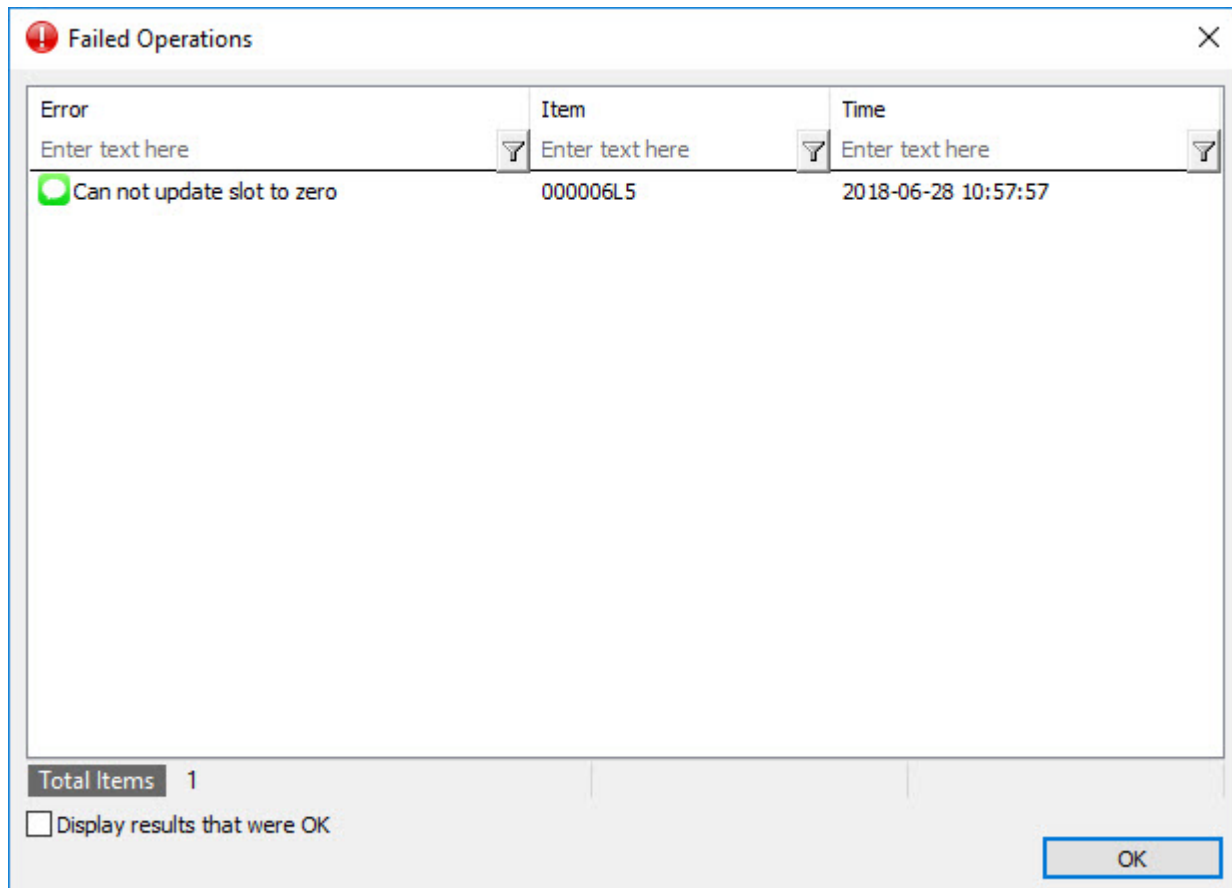 Failed Operations
Error Item Time
Enter text here Enter text here Enter text here
Can not update slot to zero 000006L5 2018-06-28 10:57:57
Total Items 1
Display results that were OK
OK